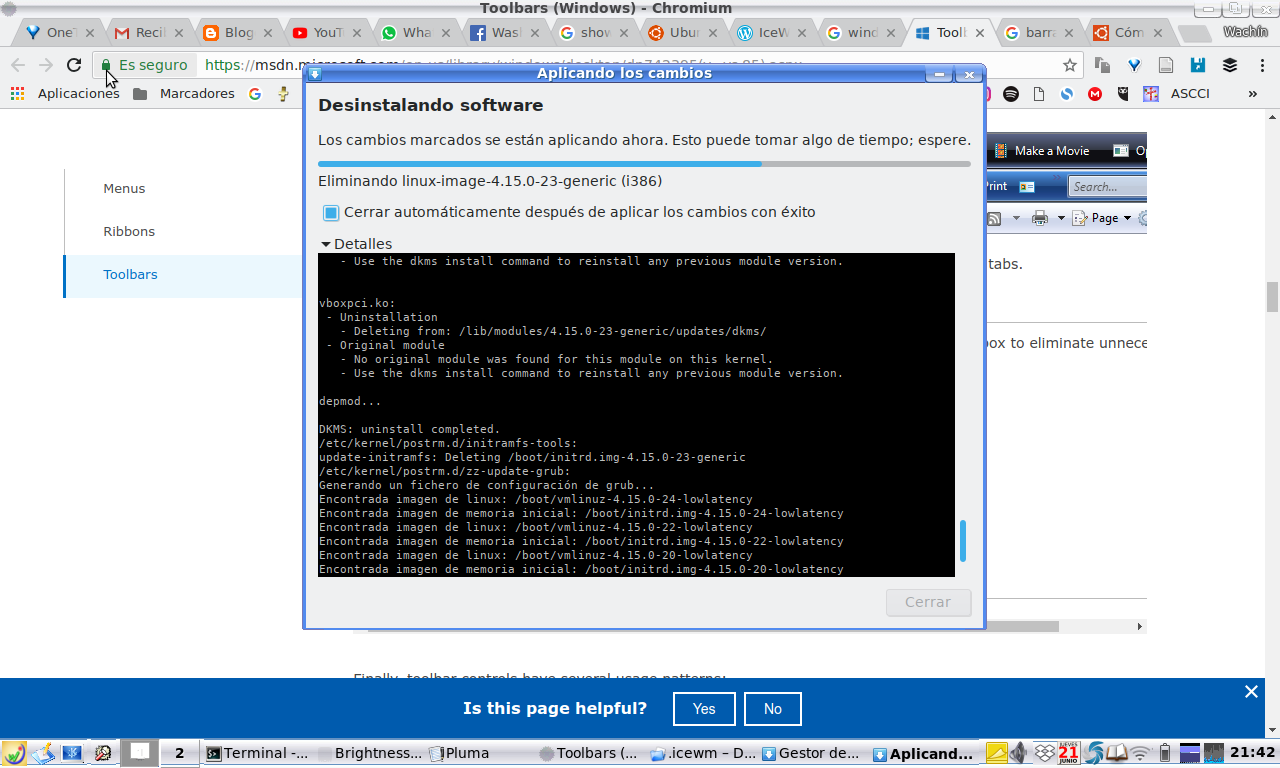 Toolbars (Windows) - Chromium
OneT
Recil
Blog
YouT
Wha
Was
show
Ubu
IceW
wind
Toolb
barr
Cóm
Wachin
Es seguro
https://msdn.microsoft.com
Aplicaciones
Marcadores
ASCCI
»
Aplicando los cambios
Desinstalando software
Los cambios marcados se están aplicando ahora. Esto puede tomar algo de tiempo; espere.
Eliminando linux-image-4.15.0-23-generic (i386)
Cerrar automáticamente después de aplicar los cambios con éxito
Detalles
- Use the dkms install command to reinstall any previous module version.
vboxpci.ko:
- Uninstallation
- Deleting from: /lib/modules/4.15.0-23-generic/updates/dkms/
- Original module
- No original module was found for this module on this kernel.
- Use the dkms install command to reinstall any previous module version.
depmod...
DKMS: uninstall completed.
/etc/kernel/postrm.d/initramfs-tools:
update-initramfs: Deleting /boot/initrd.img-4.15.0-23-generic
/etc/kernel/postrm.d/zz-update-grub:
Generando un fichero de configuración de grub...
Encontrada imagen de linux: /boot/vmlinuz-4.15.0-24-lowlatency
Encontrada imagen de memoria inicial: /boot/initrd.img-4.15.0-24-lowlatency
Encontrada imagen de linux: /boot/vmlinuz-4.15.0-22-lowlatency
Encontrada imagen de memoria inicial: /boot/initrd.img-4.15.0-22-lowlatency
Encontrada imagen de linux: /boot/vmlinuz-4.15.0-20-lowlatency
Encontrada imagen de memoria inicial: /boot/initrd.img-4.15.0-20-lowlatency
Cerrar
Menus
Ribbons
Toolbars
Make a Movie
Op
Print
Search...
Page
tabs.
box to eliminate unnece
Is this page helpful?
Yes
No
2
Terminal -...
Brightness...
Pluma
Toolbars (...
.icewm – D...
Gestor de...
Aplicand...
JUEVES
21
JUNIO
21:42